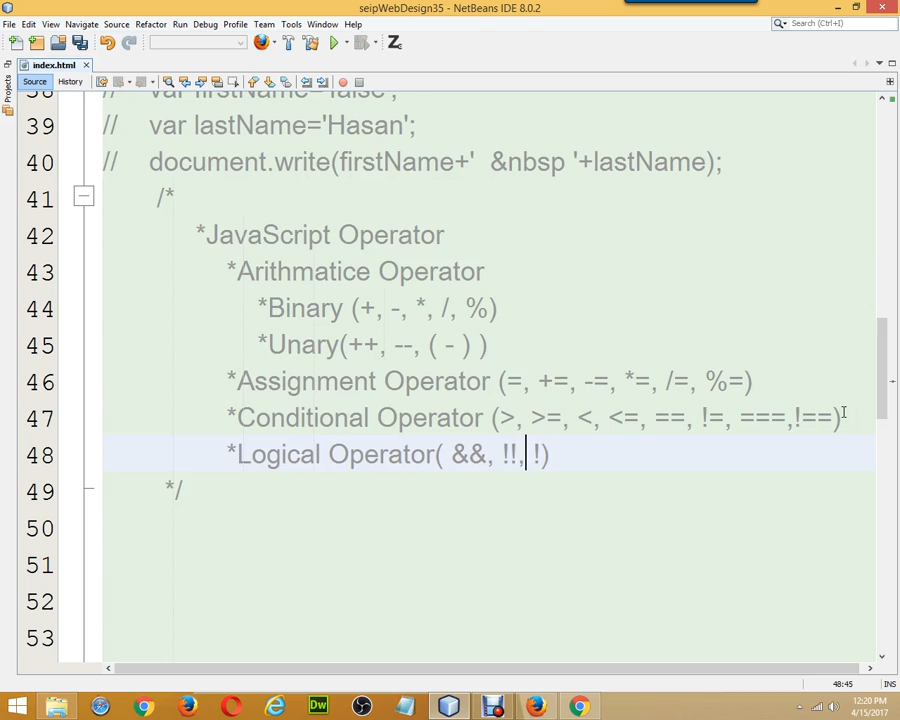 seipWebDesign35 - NetBeans IDE 8.0.2
File Edit View Navigate Source Refactor Run Debug Profile Team Tools Window Help
Search (Ctrl+I)
index.html
Source History
Projects
39 // var lastName='Hasan';
40 // document.write(firstName+' &nbsp '+lastName);
41 /*
42 *JavaScript Operator
43 *Arithmatice Operator
44 *Binary (+, -, *, /, %)
45 *Unary(++, --, ( - ) )
46 *Assignment Operator (=, +=, -=, *=, /=, %=)
47 *Conditional Operator (>, >=, <, <=, ==, !=, ===,!==)
48 *Logical Operator( &&, !!, !)
49 */
50
51
52
53
48:45 INS
Dw
12:20 PM
4/15/2017